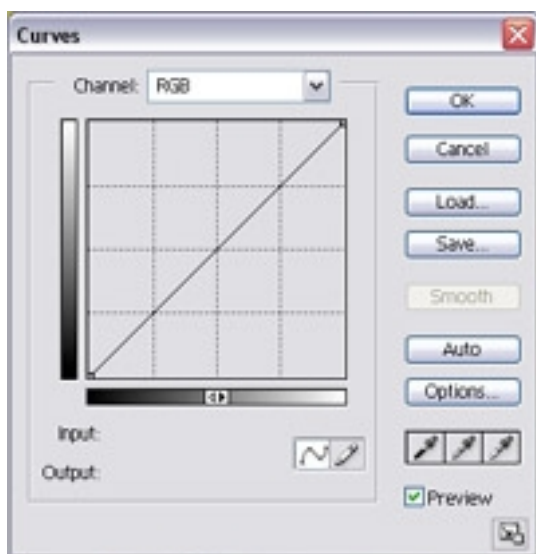 Curves
Channel: RGB
OK
Cancel
Load...
Save...
Smooth
Auto
Options...
Input:
Output:
Preview